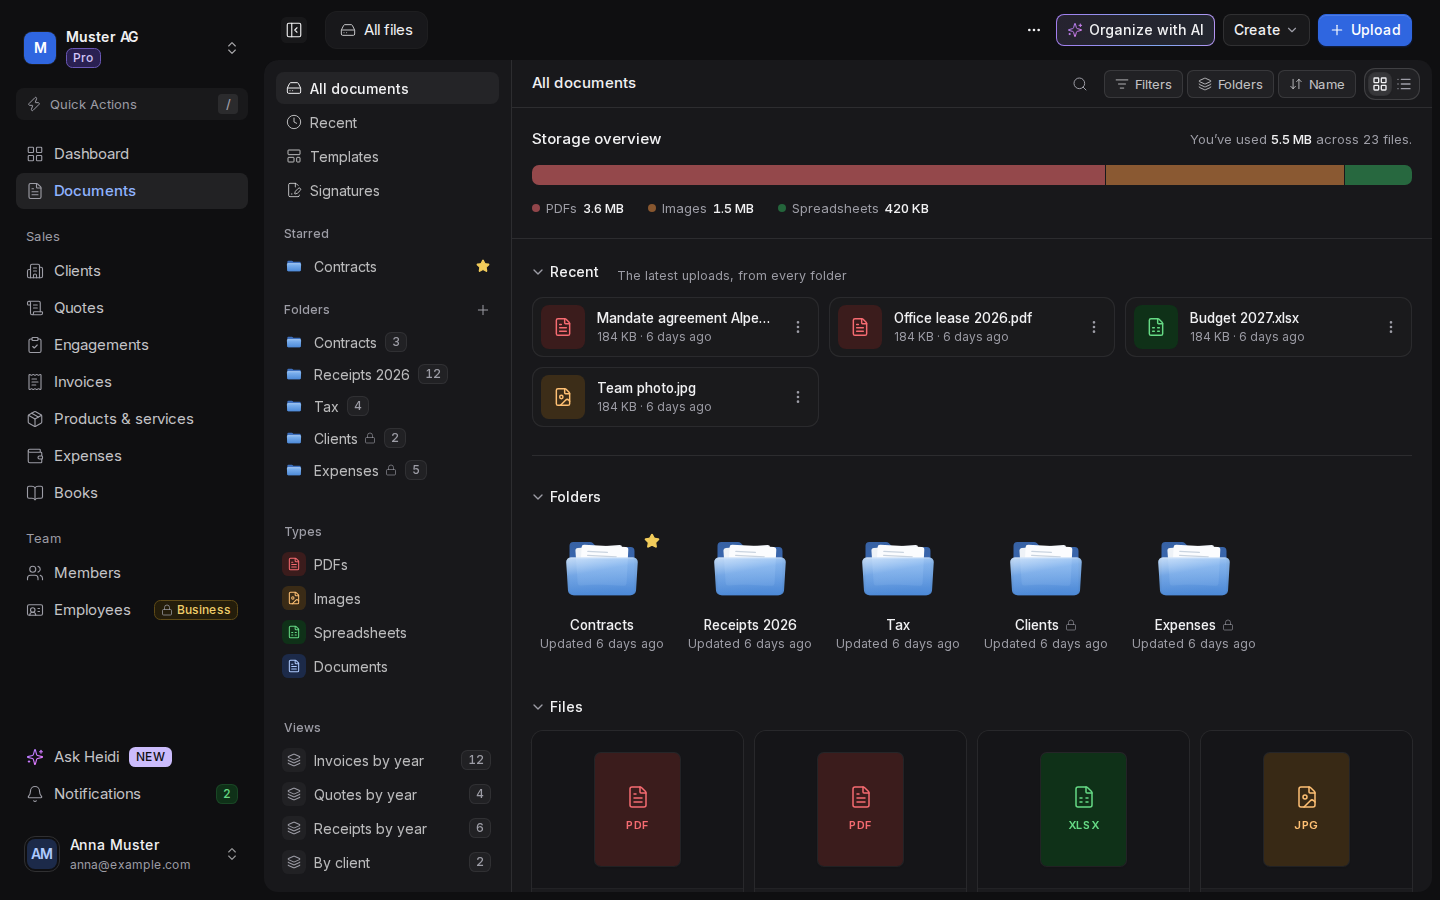 M
Muster AG
Pro
Quick Actions
/
Dashboard
Documents
Sales
Clients
Quotes
Engagements
Invoices
Products & services
Expenses
Books
Team
Members
Employees
Business
Ask Heidi
NEW
Notifications
2
AM
Anna Muster
anna@example.com
All files
Organize with AI
Create
Upload
All documents
Recent
Templates
Signatures
Starred
Contracts
Folders
Contracts 3
Receipts 2026 12
Tax 4
Clients 2
Expenses 5
Types
PDFs
Images
Spreadsheets
Documents
Views
Invoices by year 12
Quotes by year 4
Receipts by year 6
By client 2
All documents
Filters
Folders
Name
Storage overview
You've used 5.5 MB across 23 files.
PDFs 3.6 MB
Images 1.5 MB
Spreadsheets 420 KB
Recent
The latest uploads, from every folder
Mandate agreement Alpe...
184 KB · 6 days ago
Office lease 2026.pdf
184 KB · 6 days ago
Budget 2027.xlsx
184 KB · 6 days ago
Team photo.jpg
184 KB · 6 days ago
Folders
Contracts
Updated 6 days ago
Receipts 2026
Updated 6 days ago
Tax
Updated 6 days ago
Clients
Updated 6 days ago
Expenses
Updated 6 days ago
Files
PDF
PDF
XLSX
JPG